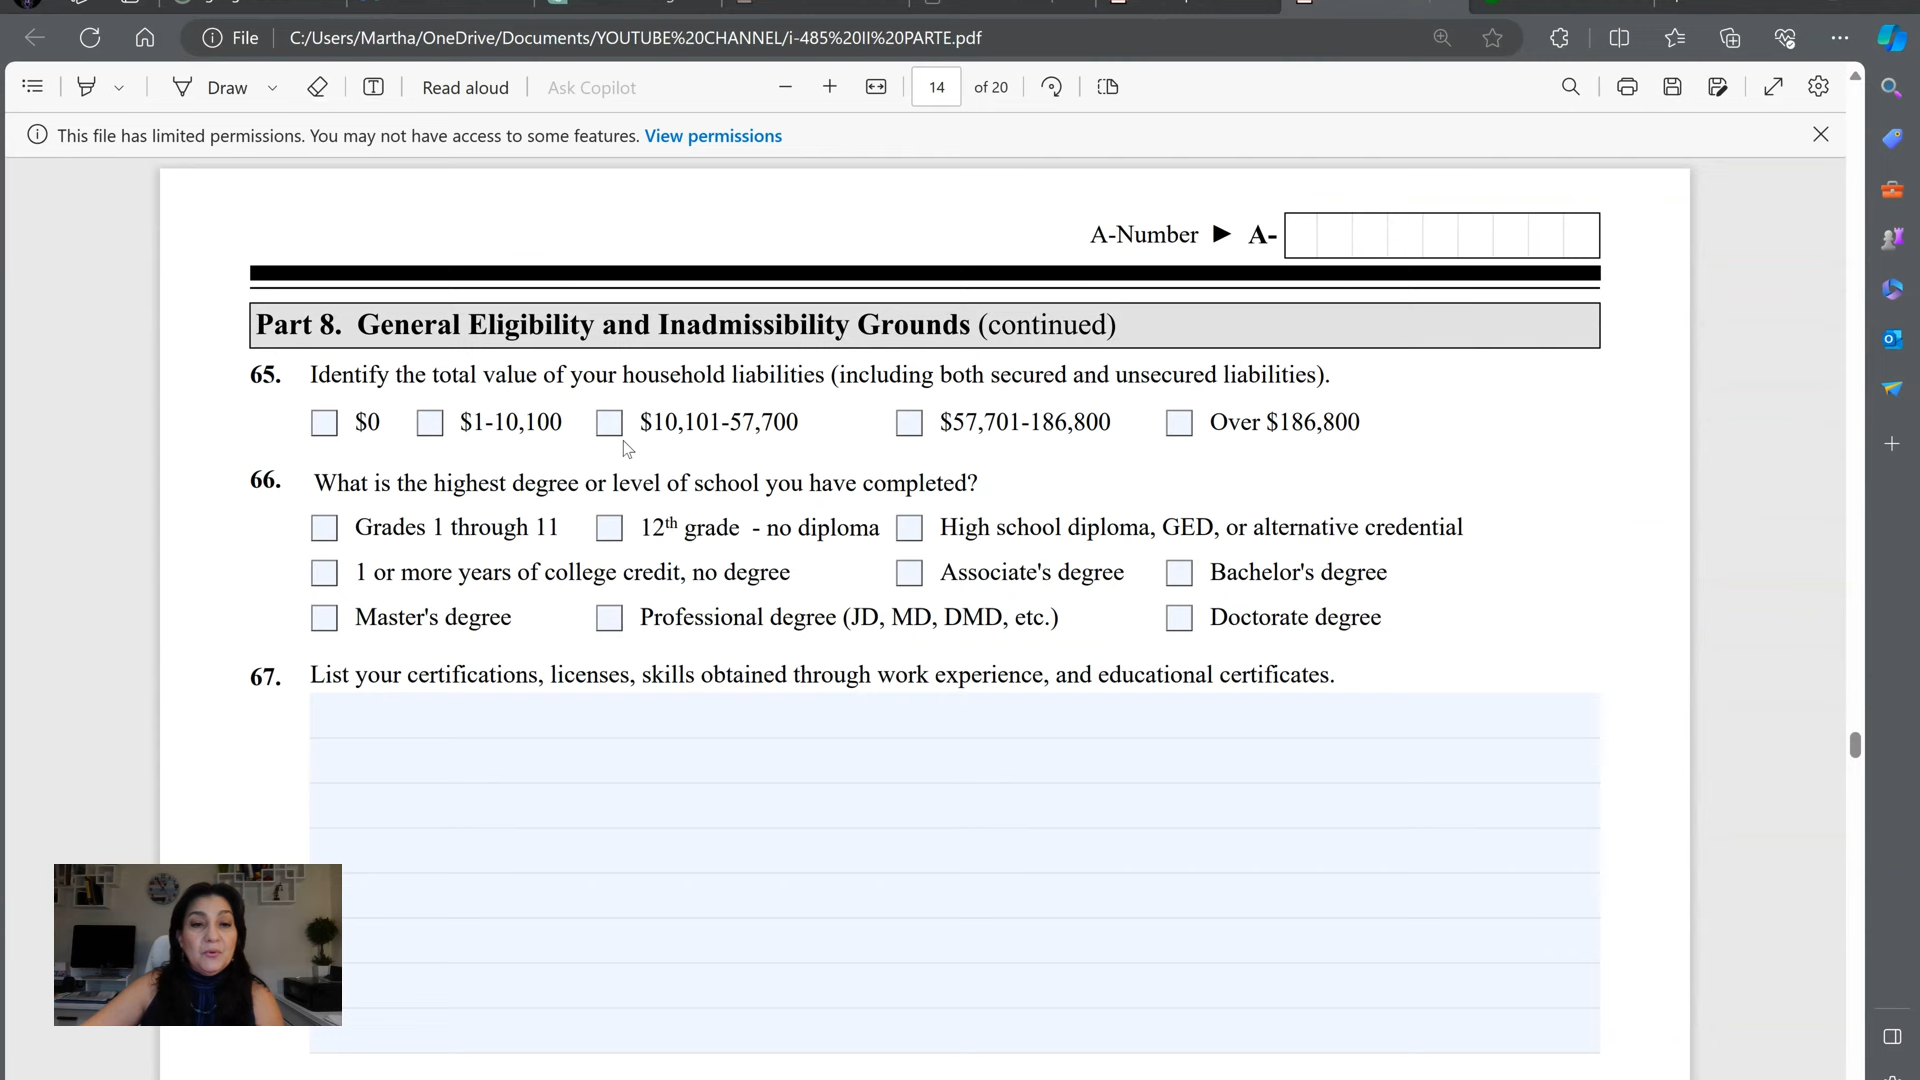 File
C:/Users/Martha/OneDrive/Documents/YOUTUBE%20CHANNEL/i-485%20II%20PARTE.pdf
Draw
Read aloud
Ask Copilot
14 of 20
This file has limited permissions. You may not have access to some features. View permissions
A-Number ► A-
Part 8. General Eligibility and Inadmissibility Grounds (continued)
65. Identify the total value of your household liabilities (including both secured and unsecured liabilities).
$0 $1-10,100 $10,101-57,700 $57,701-186,800 Over $186,800
66. What is the highest degree or level of school you have completed?
Grades 1 through 11 12th grade - no diploma High school diploma, GED, or alternative credential
1 or more years of college credit, no degree Associate's degree Bachelor's degree
Master's degree Professional degree (JD, MD, DMD, etc.) Doctorate degree
67. List your certifications, licenses, skills obtained through work experience, and educational certificates.